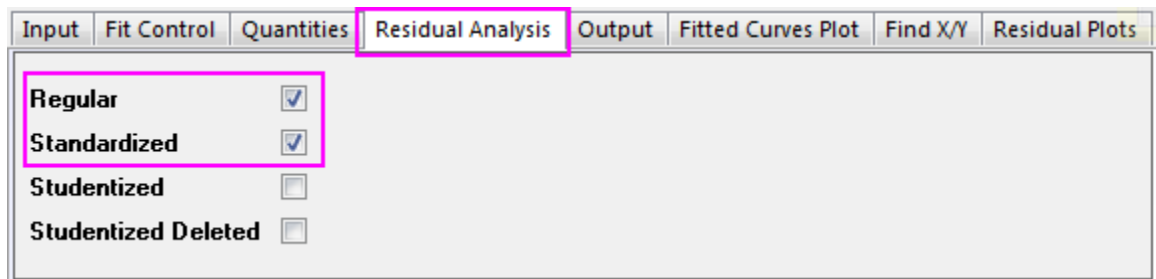 Input Fit Control Quantities Residual Analysis Output Fitted Curves Plot Find X/Y Residual Plots
Regular
Standardized
Studentized
Studentized Deleted